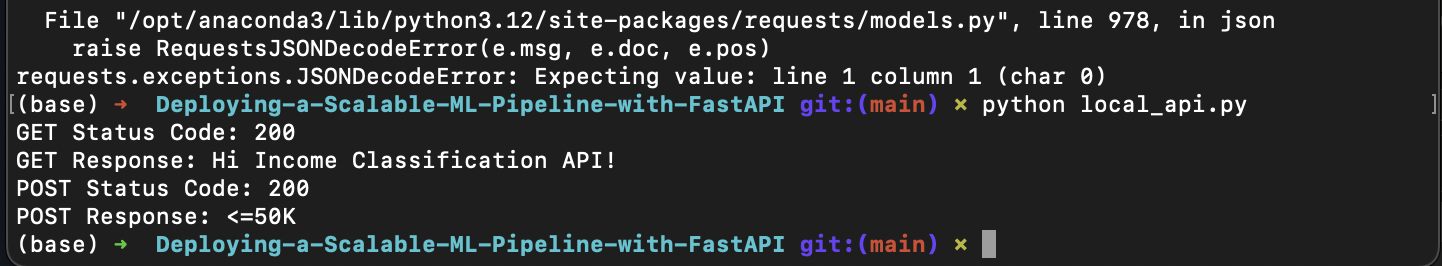 File "/opt/anaconda3/lib/python3.12/site-packages/requests/models.py", line 978, in json
raise RequestsJSONDecodeError(e.msg, e.doc, e.pos)
requests.exceptions.JSONDecodeError: Expecting value: line 1 column 1 (char 0)
[(base) ➜  Deploying-a-Scalable-ML-Pipeline-with-FastAPI git:(main) × python local_api.py ]
GET Status Code: 200
GET Response: Hi Income Classification API!
POST Status Code: 200
POST Response: <=50K
(base) ➜  Deploying-a-Scalable-ML-Pipeline-with-FastAPI git:(main) ×